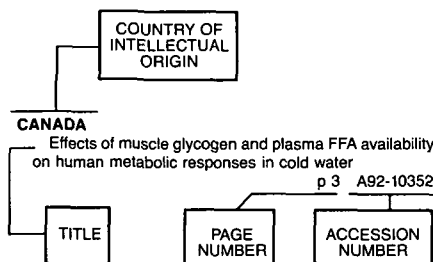 COUNTRY OF
INTELLECTUAL
ORIGIN
CANADA
Effects of muscle glycogen and plasma FFA availability
on human metabolic responses in cold water
p 3 A92-10352
TITLE
PAGE
NUMBER
ACCESSION
NUMBER